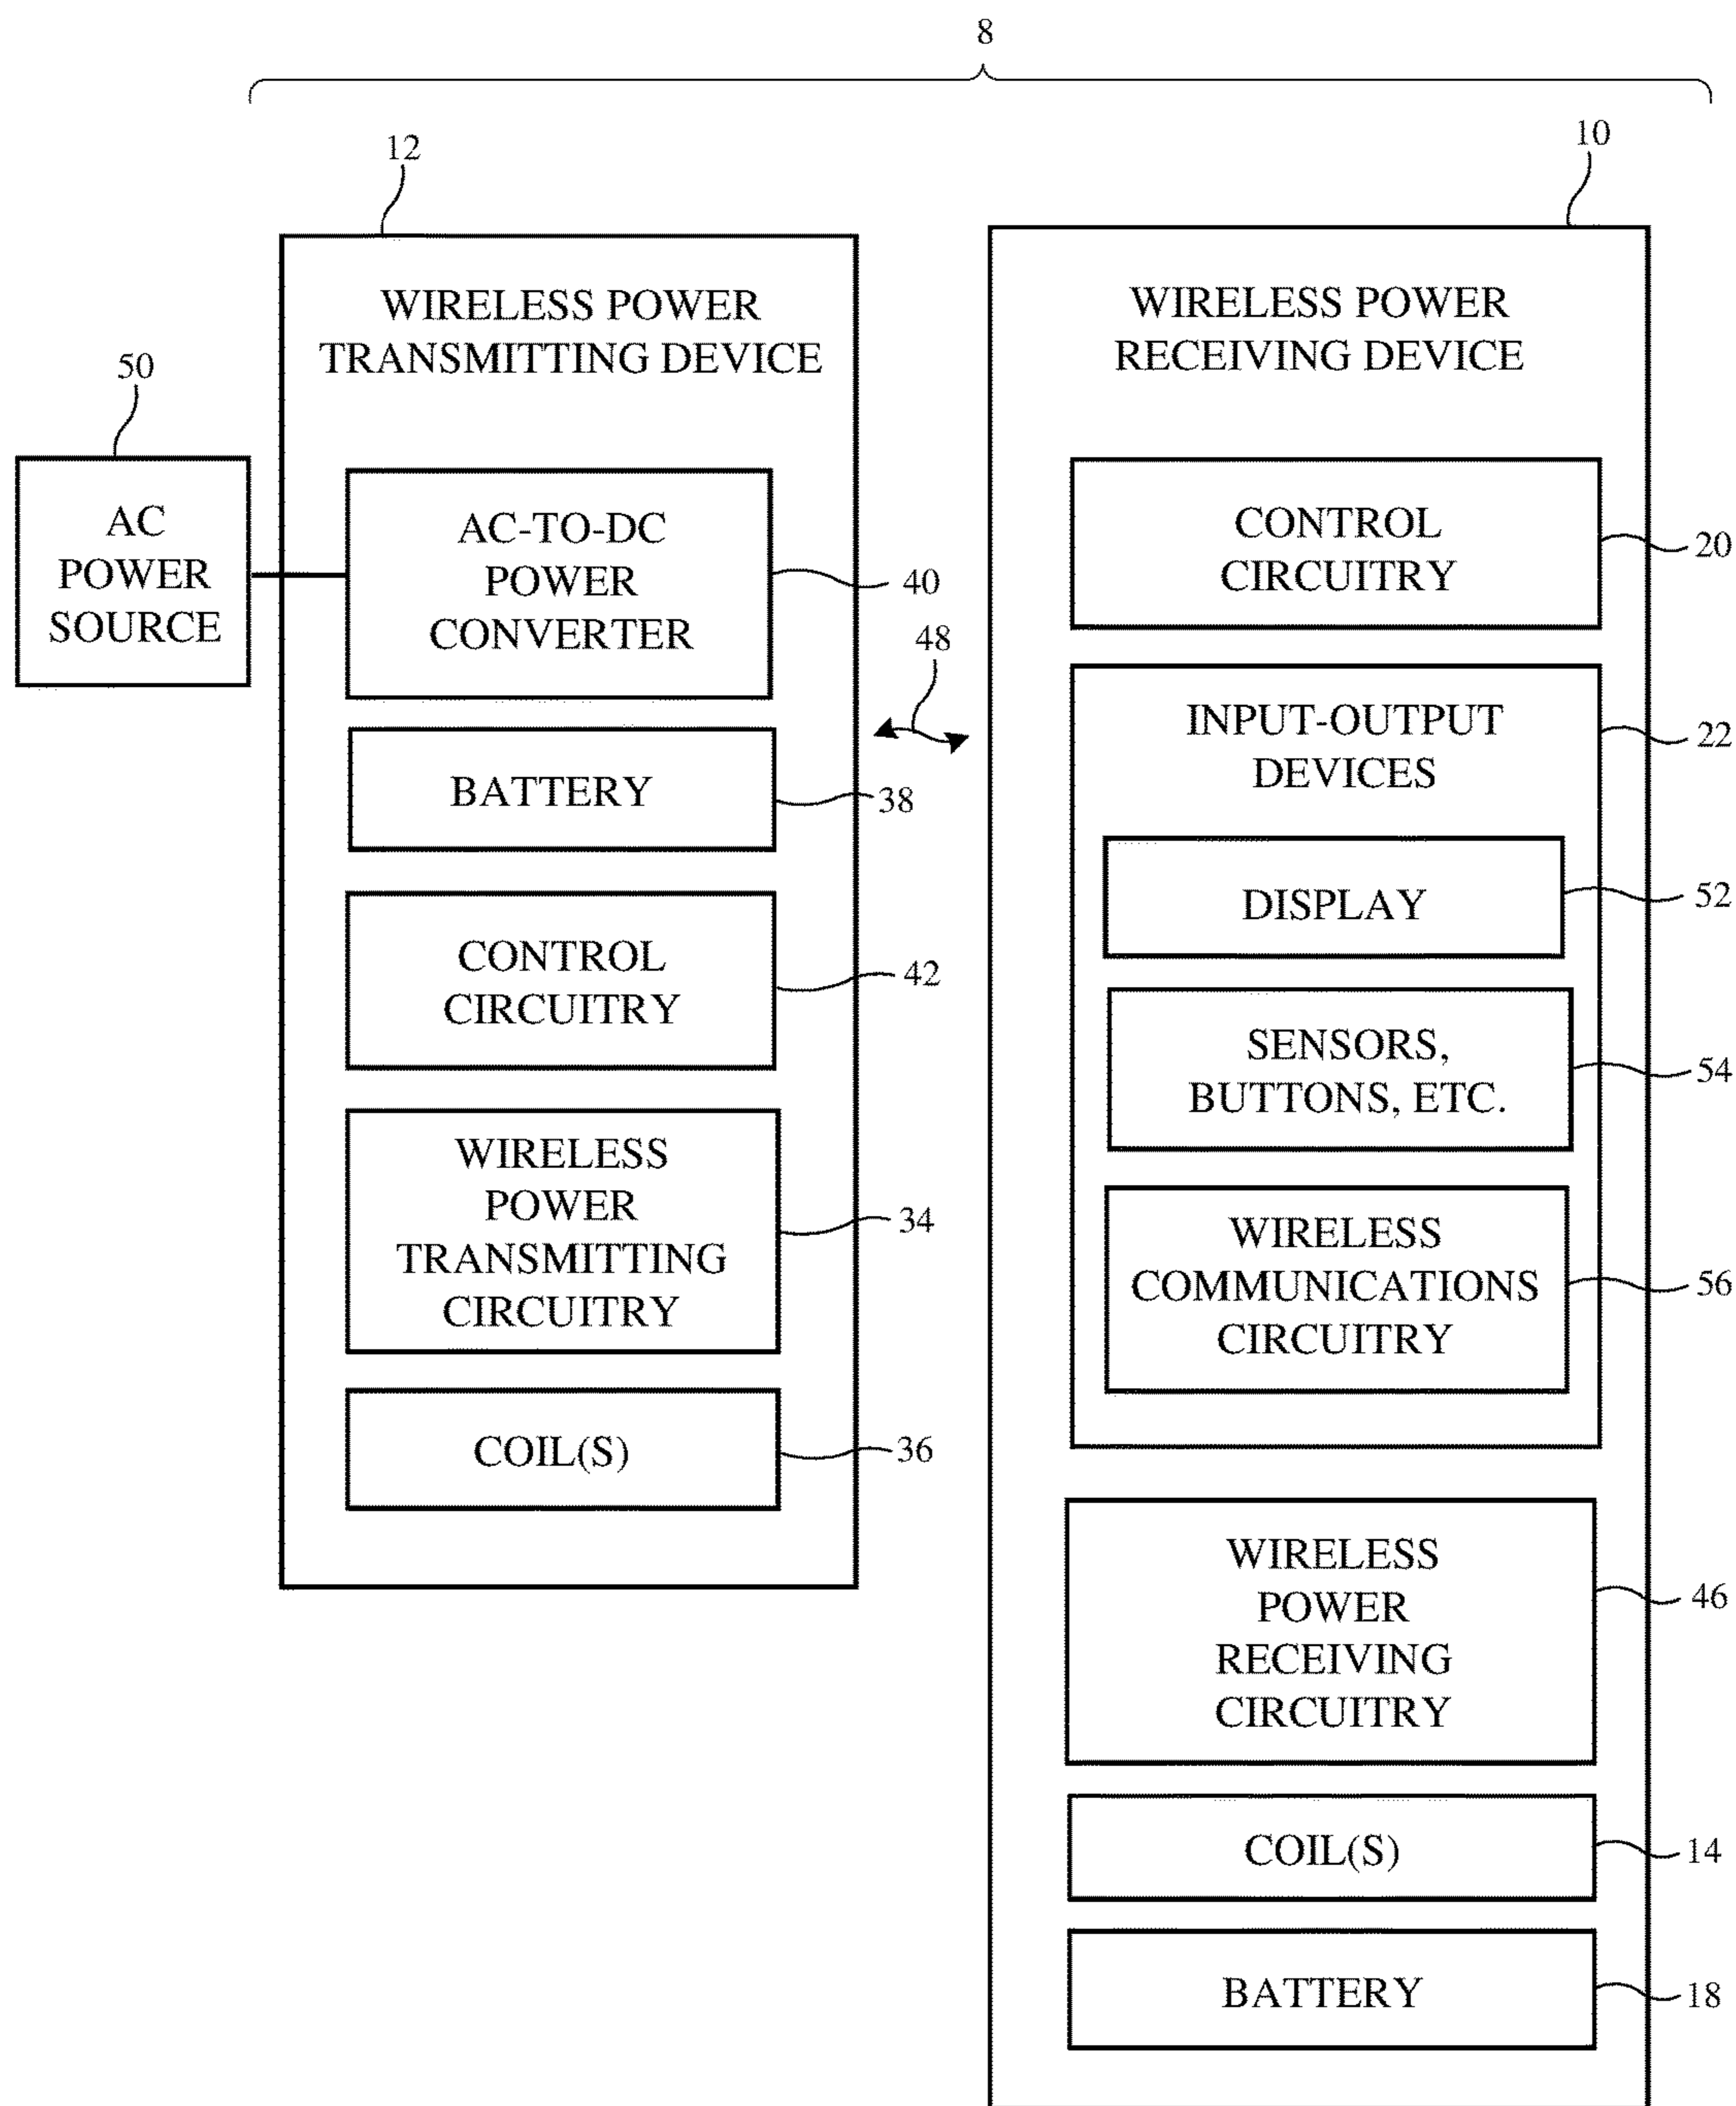 8
12
10
WIRELESS POWER
TRANSMITTING DEVICE
50
AC
POWER
SOURCE
AC-TO-DC
POWER
CONVERTER
40
BATTERY
38
CONTROL
CIRCUITRY
42
WIRELESS
POWER
TRANSMITTING
CIRCUITRY
34
COIL(S)
36
48
WIRELESS POWER
RECEIVING DEVICE
CONTROL
CIRCUITRY
20
INPUT-OUTPUT
DEVICES
22
DISPLAY
52
SENSORS,
BUTTONS, ETC.
54
WIRELESS
COMMUNICATIONS
CIRCUITRY
56
WIRELESS
POWER
RECEIVING
CIRCUITRY
46
COIL(S)
14
BATTERY
18